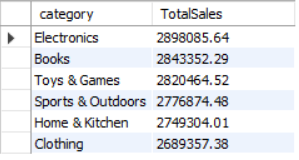 category TotalSales
Electronics 2898085.64
Books 2843352.29
Toys & Games 2820464.52
Sports & Outdoors 2776874.48
Home & Kitchen 2749304.01
Clothing 2689357.38